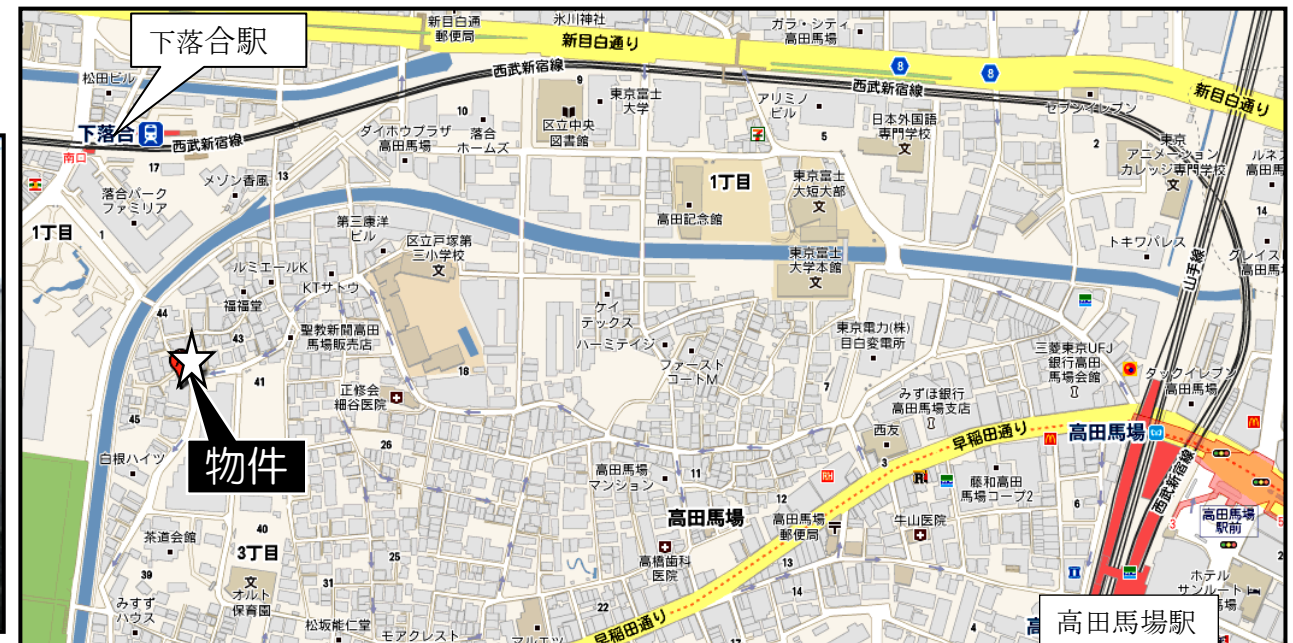 下落合駅
新目白通
郵便局
氷川神社
ガラ・シティ
高田馬場
新目白通り
8
8
松田ビル
西武新宿線
西武新宿線
新目白通り
セブンイレブン
下落合
南口
西武新宿線
17
13
ダイホウプラザ
高田馬場
10
落合
ホームズ
9
区立中央
図書館
東京富士
大学
アリミノ
ビル
5
日本外国語
専門学校
文
2
東京
アニメーション
カレッジ専門学校
文
ルネ
高田馬
14
落合パーク
ファミリア
メゾン香風
1丁目
1
第三康洋
ビル
区立戸塚第
三小学校
文
1丁目
高田記念館
東京富士
大短大部
文
東京富士
大学本館
文
トキワパレス
山手線
グレイス
高田馬
ルミエールK
KTサトウ
福福堂
44
43
聖教新聞高田
馬場販売店
41
45
ケイ
テックス
ハーミテイジ
ファースト
コートM
18
東京電力(株)
目白変電所
7
三菱東京UFJ
銀行高田
馬場会館
タックイレブン
高田馬場
みずほ銀行
高田馬場支店
正修会
細谷医院
26
物件
白根ハイツ
西友
3
早稲田通り
高田馬場
高田馬場
マンション
11
12
RH
藤和高田
馬場コープ2
6
西武新宿線
高田馬場
高田馬場
郵便局
牛山医院
3
高田馬場
駅前
5
茶道会館
40
3丁目
39
25
31
文
オルト
保育園
高橋歯科
医院
13
14
22
みすず
ハウス
松坂能仁堂
モアクレスト
マルエツ
早稲田通り
17
4
高田馬場駅
ホテル
サンルート